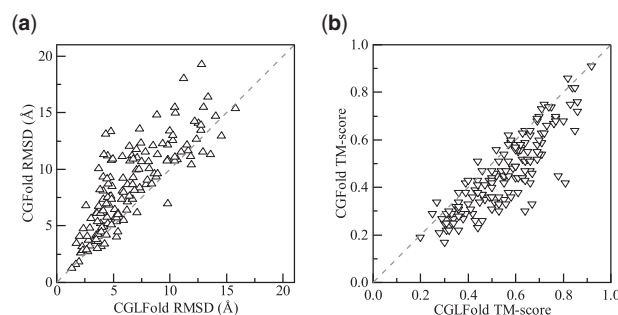 (a)
20
15
10
5
0
0 5 10 15 20
CGFold RMSD (Å)
CGLFold RMSD (Å)
(b)
1.0
0.8
0.6
0.4
0.2
0.0
0.0 0.2 0.4 0.6 0.8 1.0
CGFold TM-score
CGLFold TM-score